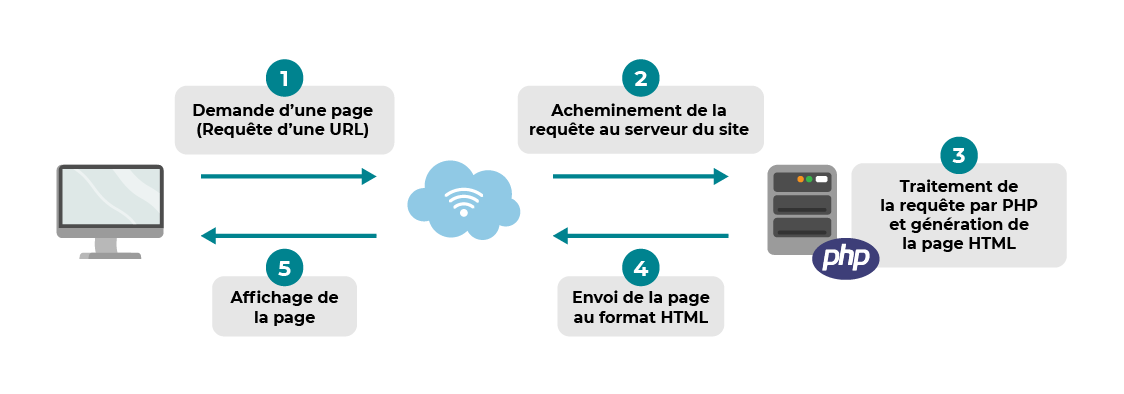 1
Demande d’une page
(Requête d’une URL)
2
Acheminement de la
requête au serveur du site
3
Traitement de
la requête par PHP
et génération de
la page HTML
php
4
Envoi de la page
au format HTML
5
Affichage de
la page